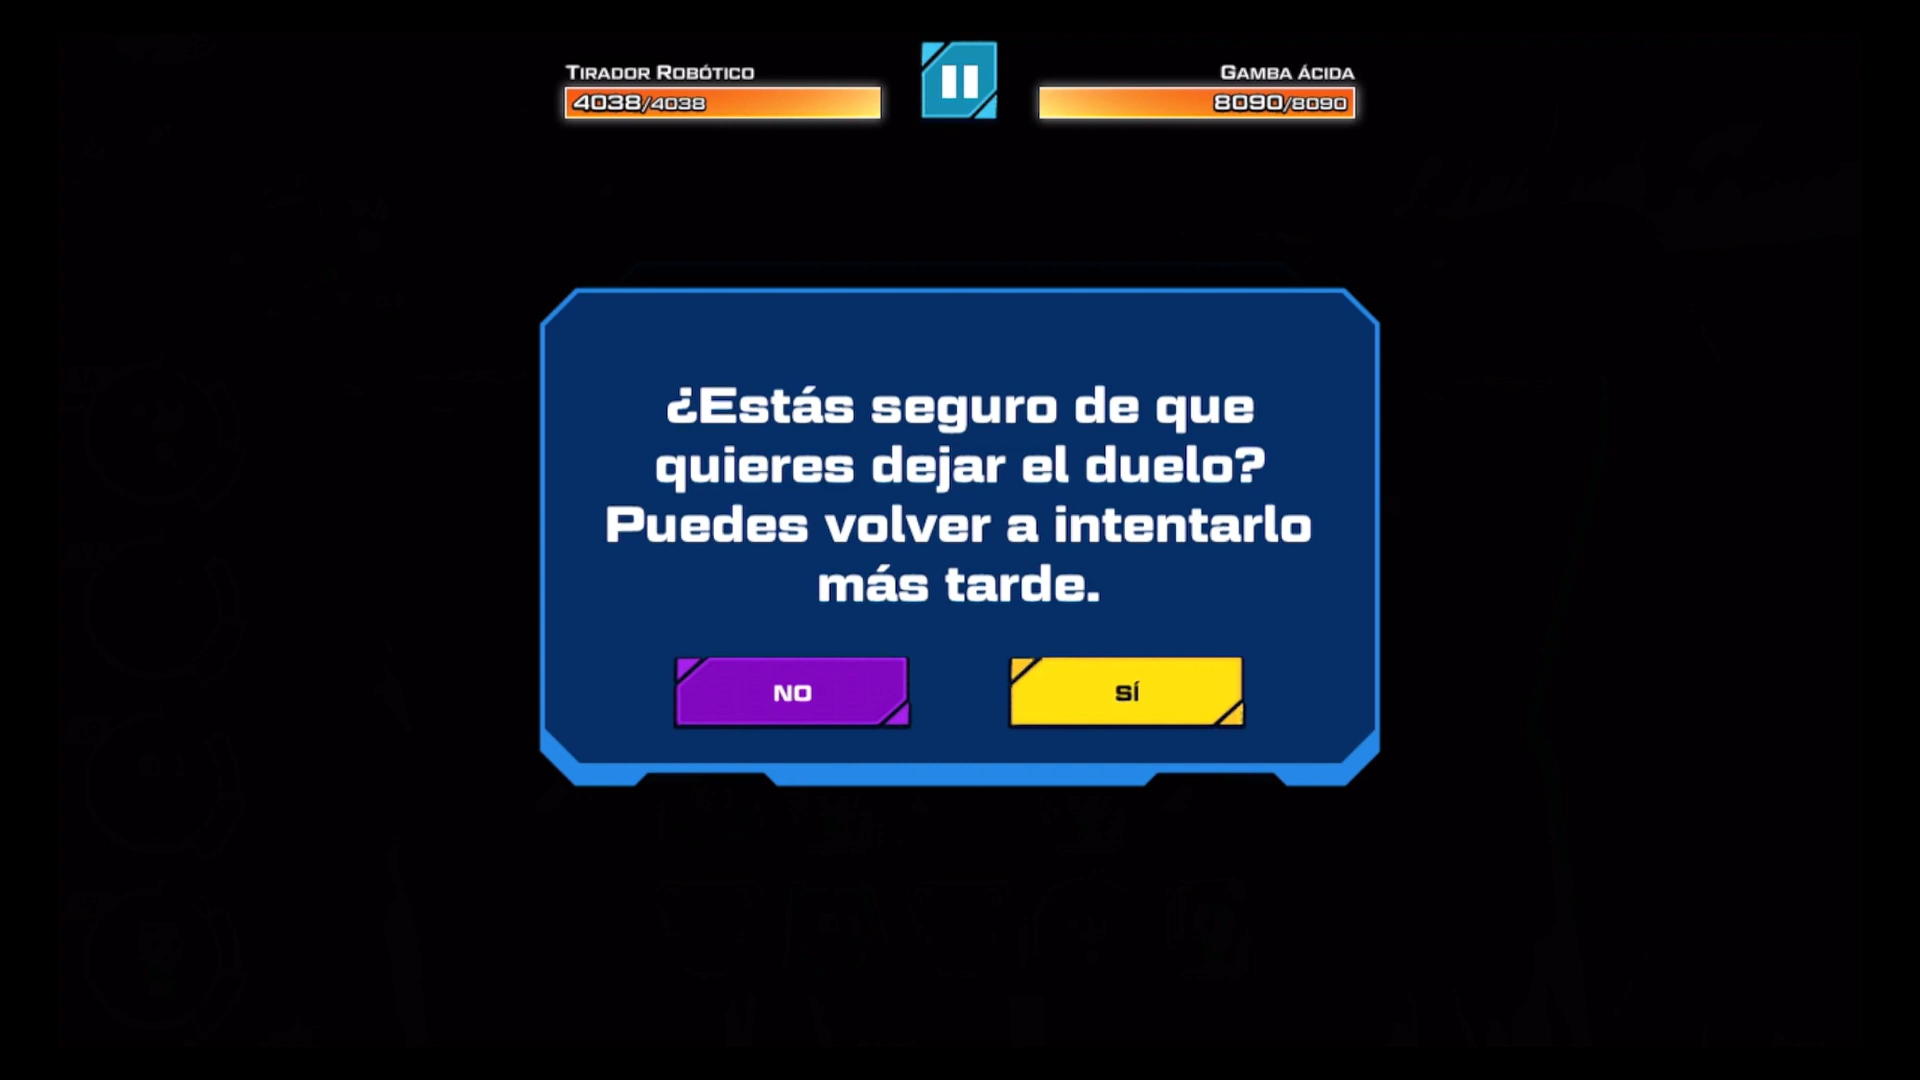 Tirador Robótico
4038/4038
Gamba Ácida
8090/8090
¿Estás seguro de que
quieres dejar el duelo?
Puedes volver a intentarlo
más tarde.
NO
SÍ